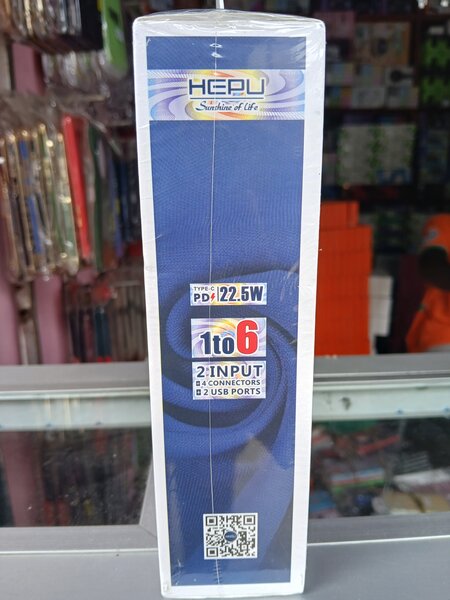 HEPU
Sunshine of Life
TYPE-C
PD 22.5W
1to6
2 INPUT
4 CONNECTORS
2 USB PORTS